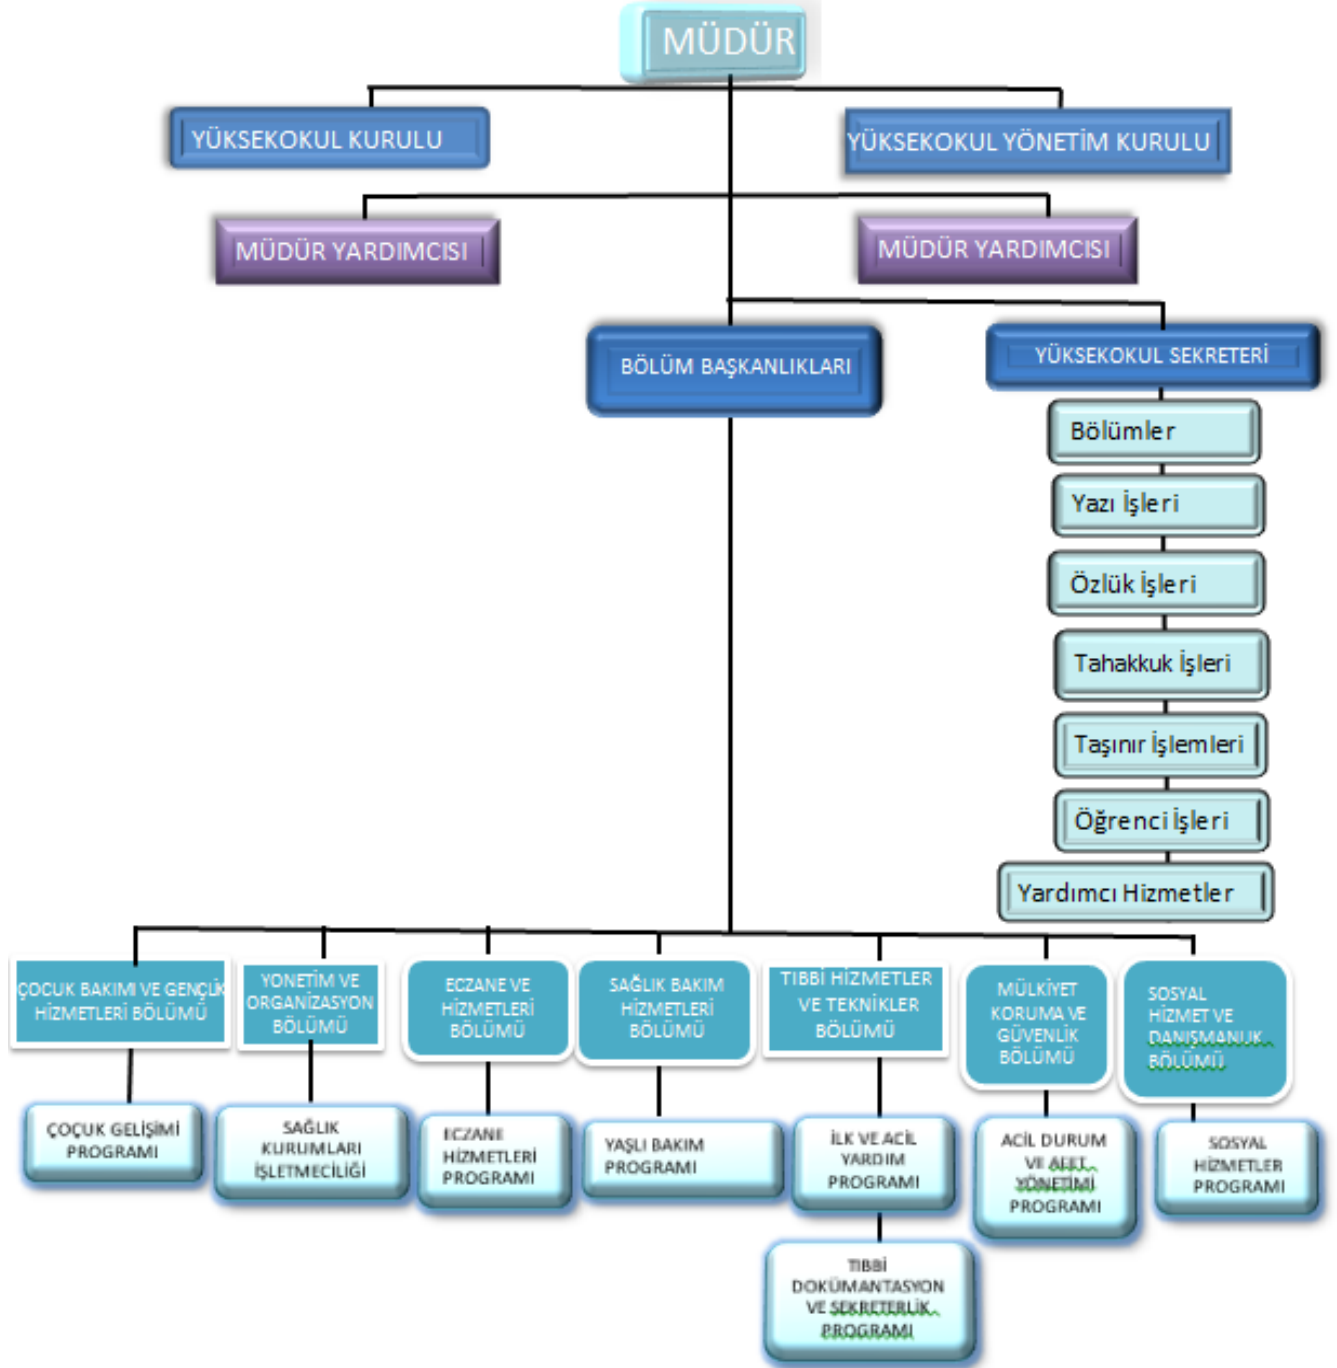 MÜDÜR
YÜKSEKOKUL KURULU
YÜKSEKOKUL YÖNETİM KURULU
MÜDÜR YARDIMCISI
MÜDÜR YARDIMCISI
BÖLÜM BAŞKANLIKLARI
YÜKSEKOKUL SEKRETERİ
Bölümler
Yazı İşleri
Özlük İşleri
Tahakkuk İşleri
Taşınır İşlemleri
Öğrenci İşleri
Yardımcı Hizmetler
ÇOCUK BAKIMI VE GENÇLİK
HİZMETLERİ BÖLÜMÜ
YONETİM VE
ORGANİZASYON
BÖLÜMÜ
ECZANE VE
HİZMETLERİ
BÖLÜMÜ
SAĞLIK BAKIM
HİZMETLERİ
BÖLÜMÜ
TIBBİ HİZMETLER
VE TEKNİKLER
BÖLÜMÜ
MÜLKİYET
KORUMA VE
GÜVENLİK
BÖLÜMÜ
SOSYAL
HİZMET VE
DANIŞMANLIK
BÖLÜMÜ
ÇOÇUK GELİŞİMİ
PROGRAMI
SAĞLIK
KURUMLARI
İŞLETMECİLİĞİ
ECZANE
HİZMETLERİ
PROGRAMI
YAŞLI BAKIM
PROGRAMI
İLK VE ACİL
YARDIM
PROGRAMI
ACİL DURUM
VE AFET
YÖNETİMİ
PROGRAMI
SOSYAL
HİZMETLER
PROGRAMI
TIBBİ
DOKÜMANTASYON
VE SEKRETERLİK
PROGRAMI